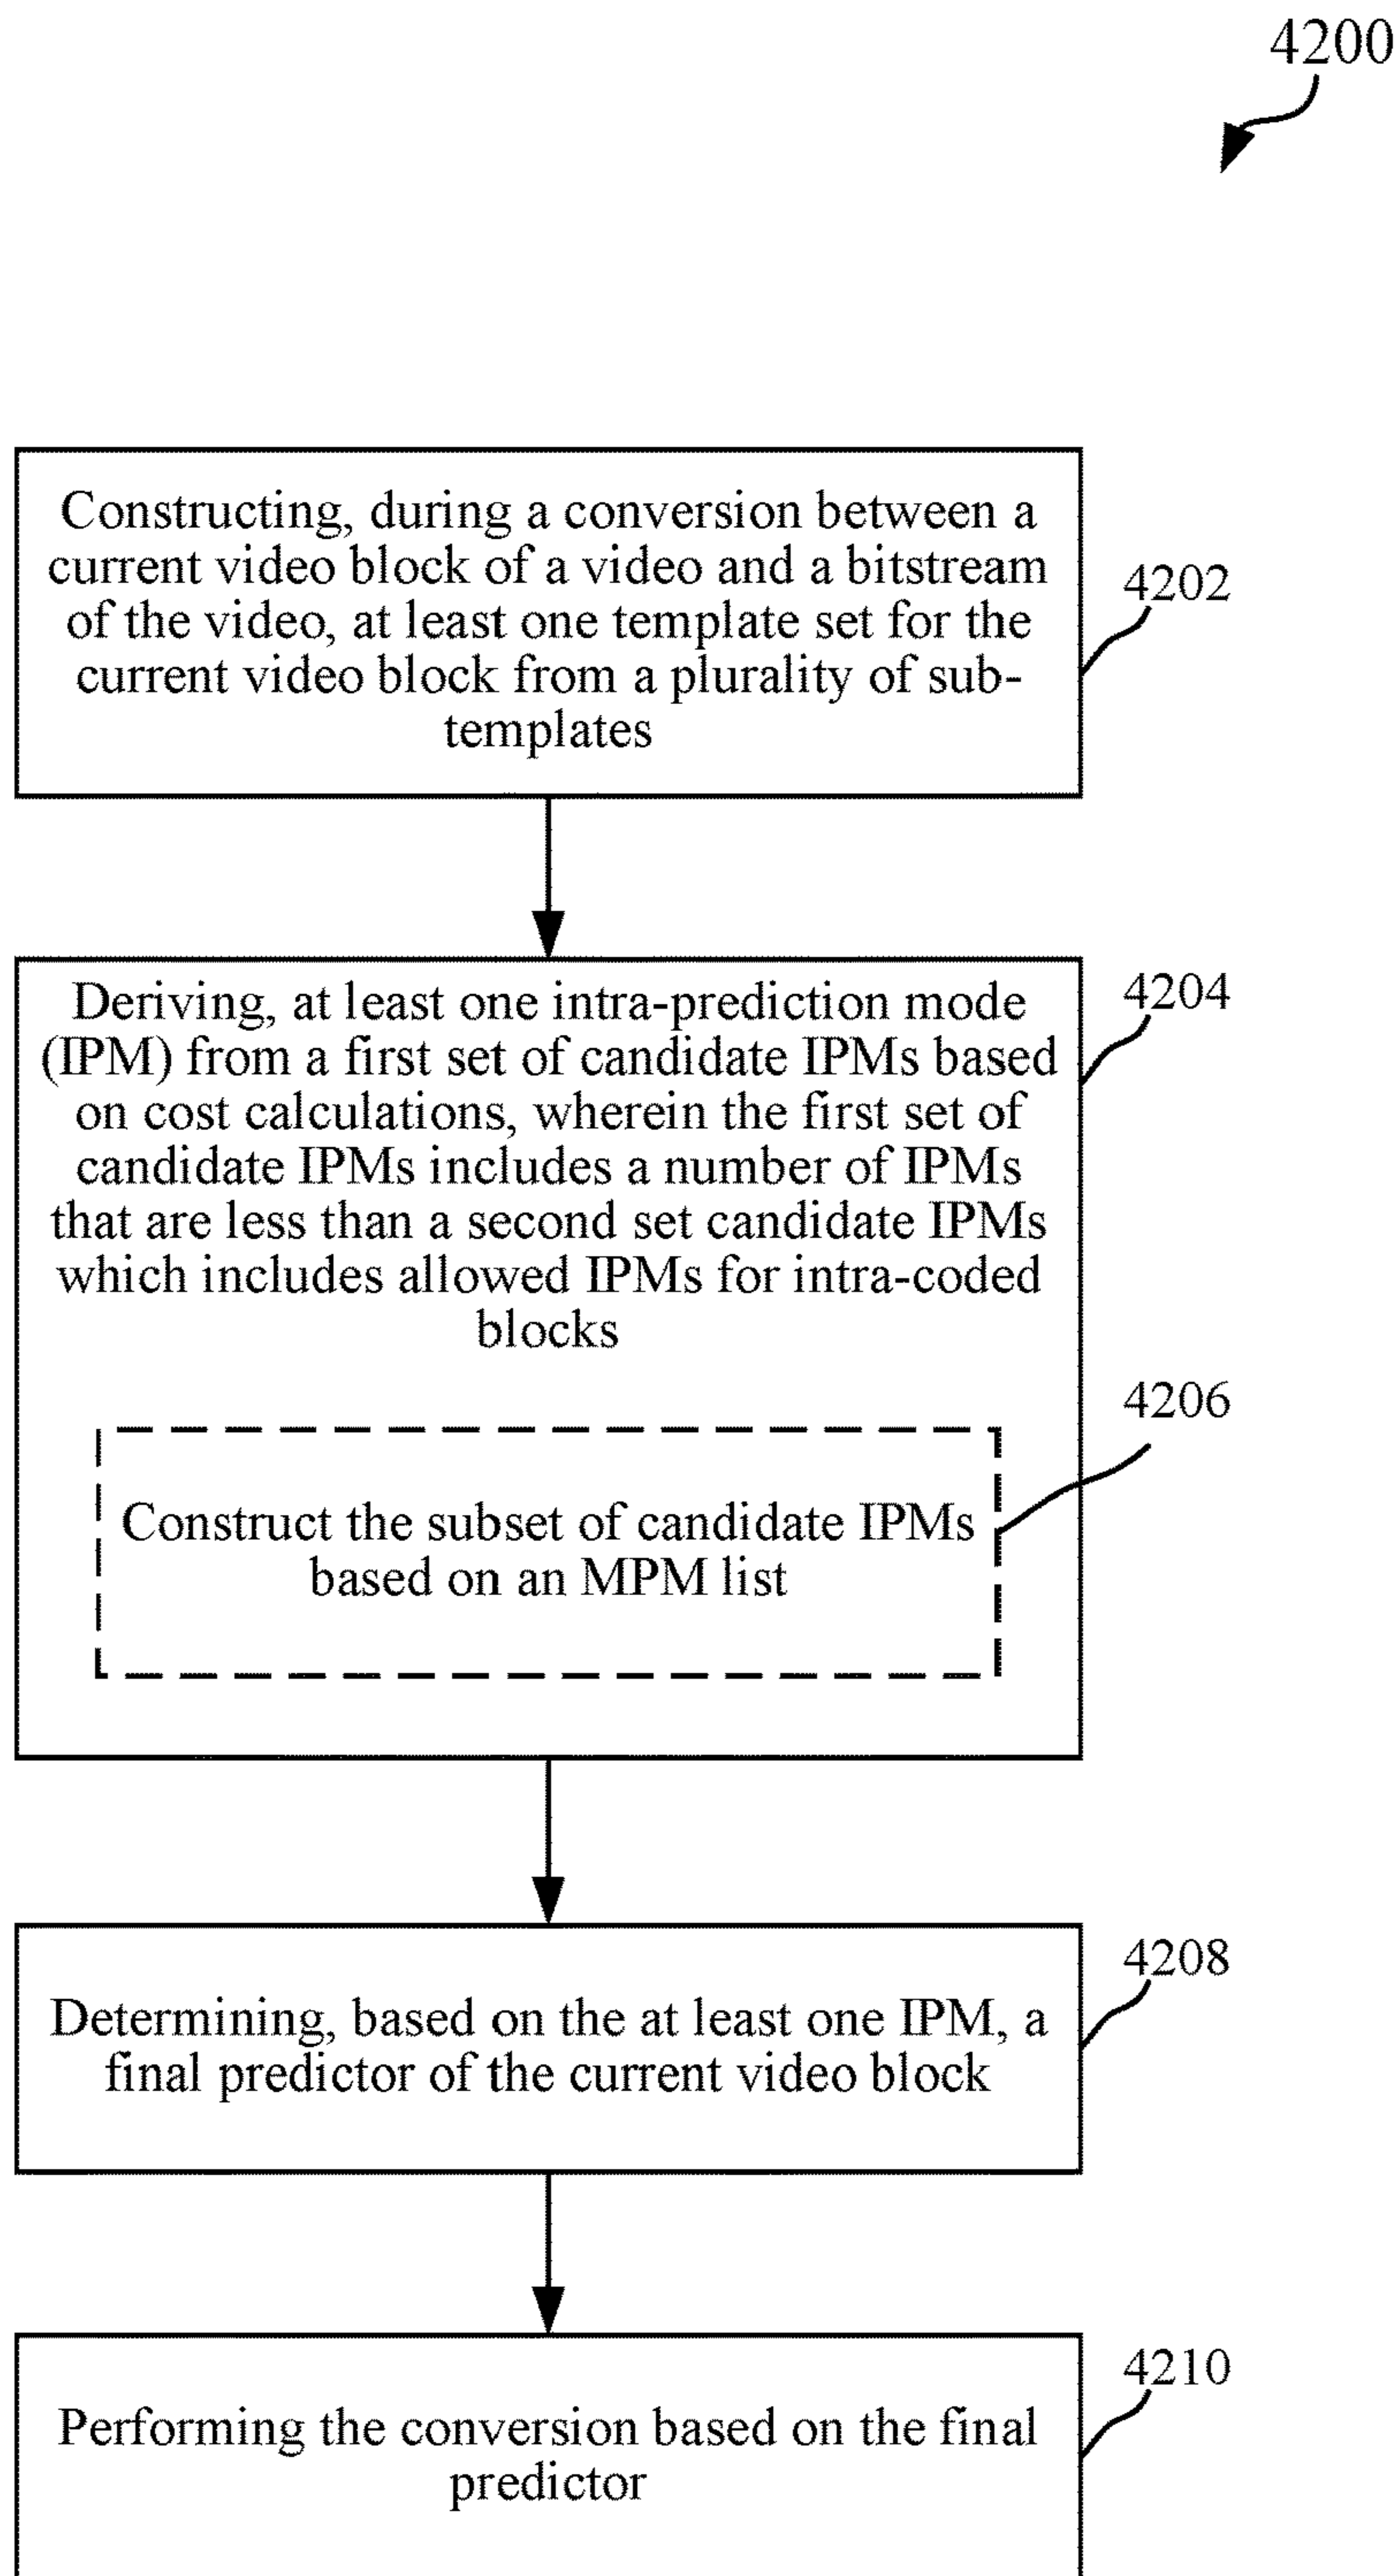 4200
Constructing, during a conversion between a
current video block of a video and a bitstream
of the video, at least one template set for the
current video block from a plurality of sub-
templates
4202
Deriving, at least one intra-prediction mode
(IPM) from a first set of candidate IPMs based
on cost calculations, wherein the first set of
candidate IPMs includes a number of IPMs
that are less than a second set candidate IPMs
which includes allowed IPMs for intra-coded
blocks
4204
Construct the subset of candidate IPMs
based on an MPM list
4206
Determining, based on the at least one IPM, a
final predictor of the current video block
4208
Performing the conversion based on the final
predictor
4210